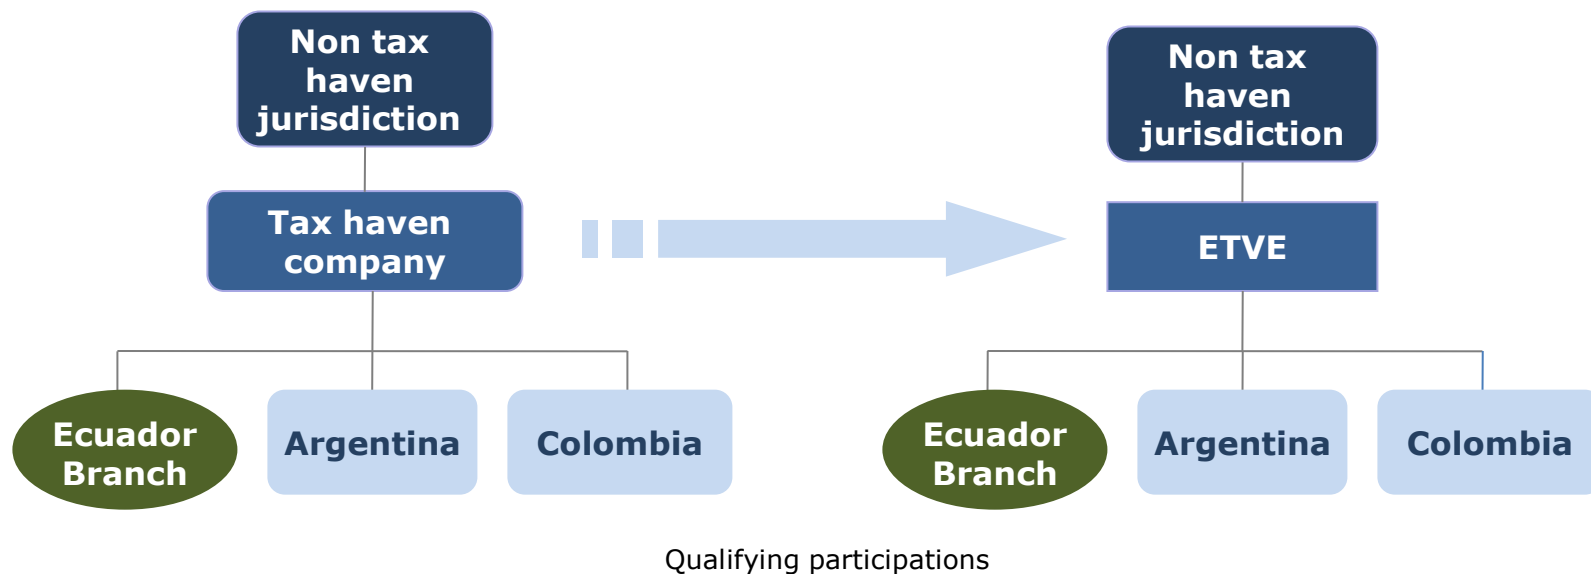 Non tax
haven
jurisdiction
Tax haven
company
Ecuador
Branch
Argentina
Colombia
Non tax
haven
jurisdiction
ETVE
Ecuador
Branch
Argentina
Colombia
Qualifying participations